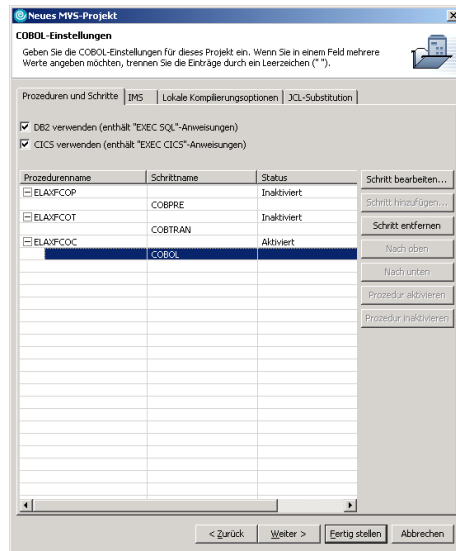 Neues MVS-Projekt
COBOL-Einstellungen
Geben Sie die COBOL-Einstellungen für dieses Projekt ein. Wenn Sie in einem Feld mehrere
Werte angeben möchten, trennen Sie die Einträge durch ein Leerzeichen (" ").
Prozeduren und Schritte IMS Lokale Kompilierungsoptionen JCL-Substitution
DB2 verwenden (enthält "EXEC SQL"-Anweisungen)
CICS verwenden (enthält "EXEC CICS"-Anweisungen)
Prozedurenname Schrittname Status
ELAXFCOP Inaktiviert
COBPRE
ELAXFCOT Inaktiviert
COBTRAN
ELAXFCOC Aktiviert
COBOL
Schritt bearbeiten...
Schritt hinzufügen...
Schritt entfernen
Nach oben
Nach unten
Prozedur aktivieren
Prozedur inaktivieren
< Zurück Weiter > Fertig stellen Abbrechen